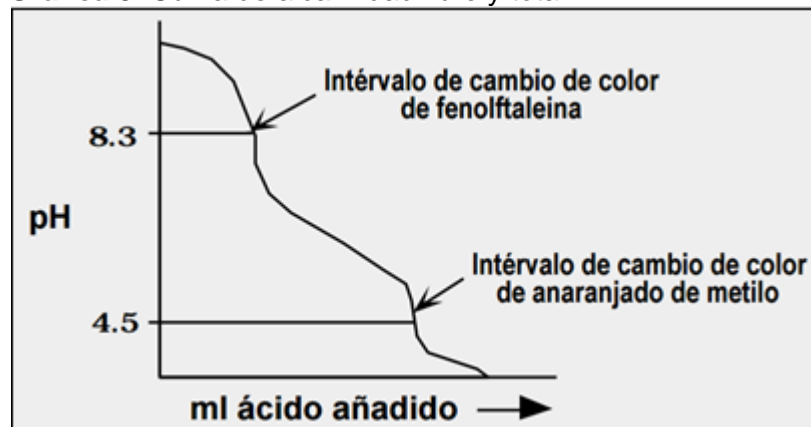 Intérvalo de cambio de color
de fenolftaleina
8.3
pH
Intérvalo de cambio de color
de anaranjado de metilo
4.5
ml ácido añadido